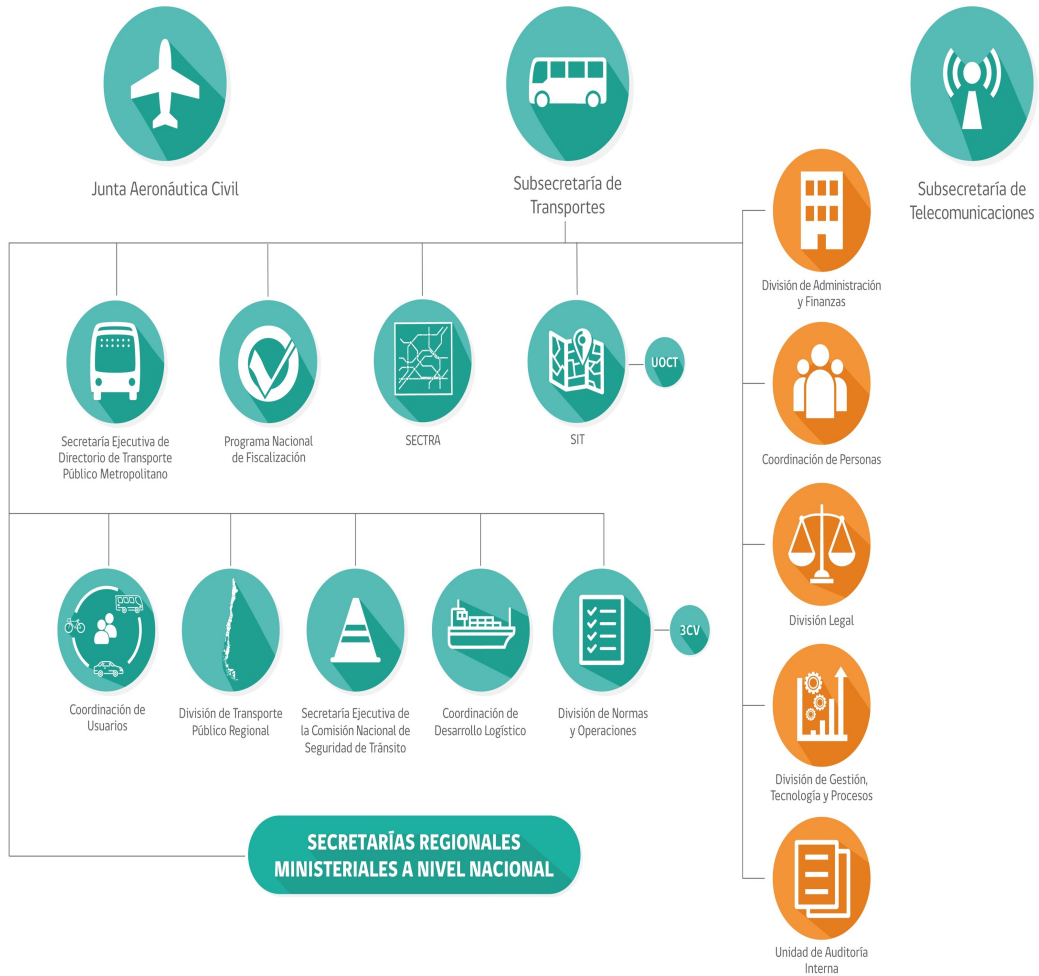 Junta Aeronáutica Civil
Subsecretaría de
Transportes
Subsecretaría de
Telecomunicaciones
División de Administración
y Finanzas
Secretaría Ejecutiva de
Directorio de Transporte
Público Metropolitano
Programa Nacional
de Fiscalización
SECTRA
SIT
UOCT
Coordinación de Personas
División Legal
Coordinación de
Usuarios
División de Transporte
Público Regional
Secretaría Ejecutiva de
la Comisión Nacional de
Seguridad de Tránsito
Coordinación de
Desarrollo Logístico
División de Normas
y Operaciones
3CV
División de Gestión,
Tecnología y Procesos
SECRETARÍAS REGIONALES
MINISTERIALES A NIVEL NACIONAL
Unidad de Auditoría
Interna